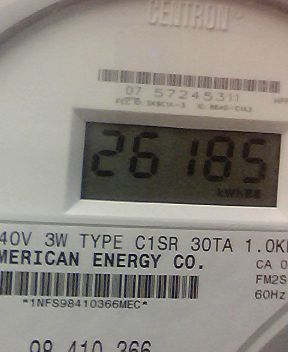 CENTRON®
07 57245311
26185
kWh
40V 3W TYPE C1SR 30TA 1.0K
MERICAN ENERGY CO.
CA 0
FM2S
60Hz
*1NFS98410366MEC*
98 410 366